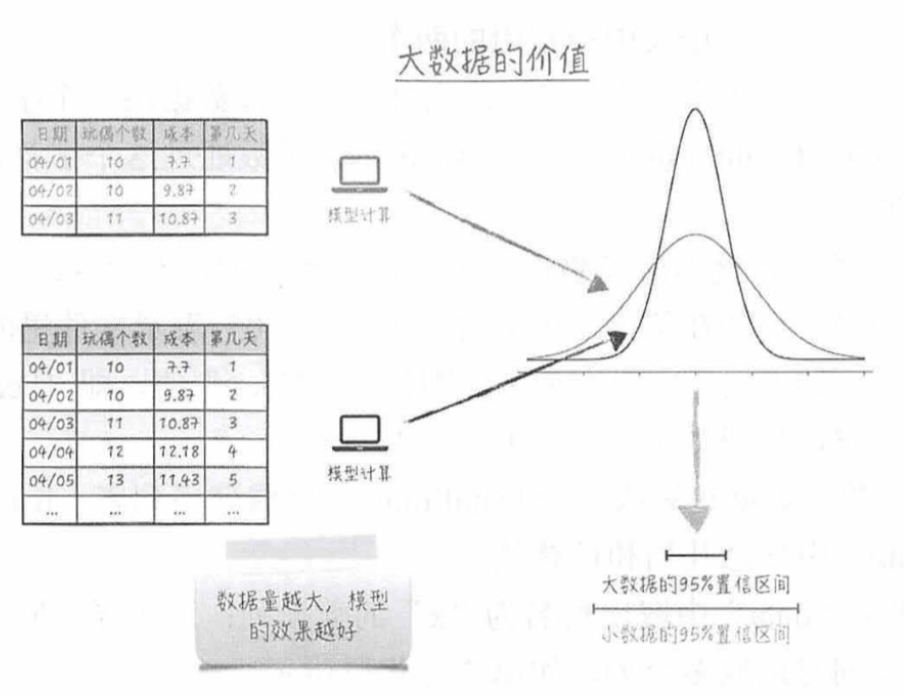 大数据的价值
日期 玩偶个数 成本 第几天
04/01 10 7.7 1
04/02 10 9.87 2
04/03 11 10.87 3
模型计算
日期 玩偶个数 成本 第几天
04/01 10 7.7 1
04/02 10 9.87 2
04/03 11 10.87 3
04/04 12 12.18 4
04/05 13 11.43 5
... ... ... ...
模型计算
数据量越大，模型
的效果越好
大数据的95%置信区间
小数据的95%置信区间